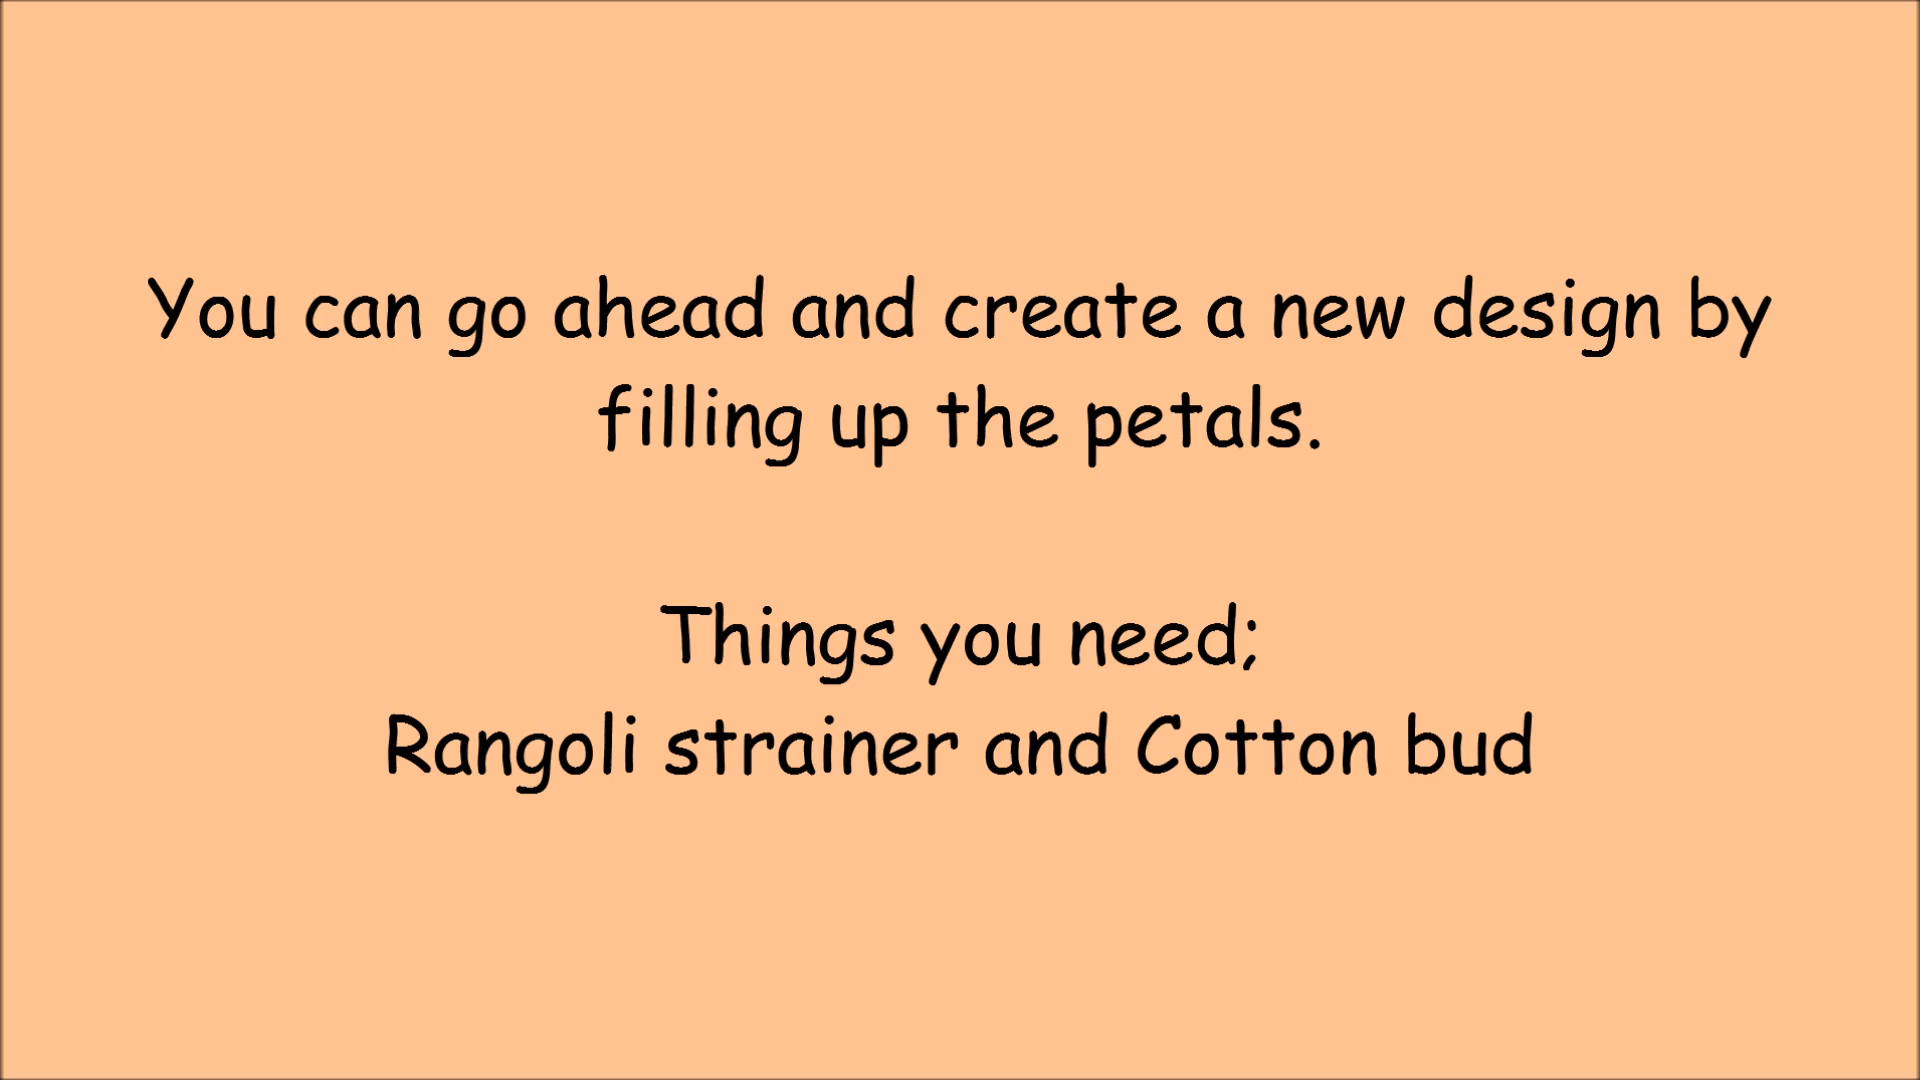 You can go ahead and create a new design by
filling up the petals.
Things you need;
Rangoli strainer and Cotton bud